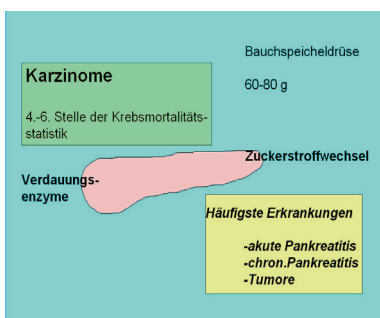 Bauchspeicheldrüse
60-80 g
Karzinome
4.-6. Stelle der Krebsmortalitäts-
statistik
Zuckerstroffwechsel
Verdauungs-
enzyme
Häufigste Erkrankungen
-akute Pankreatitis
-chron.Pankreatitis
-Tumore